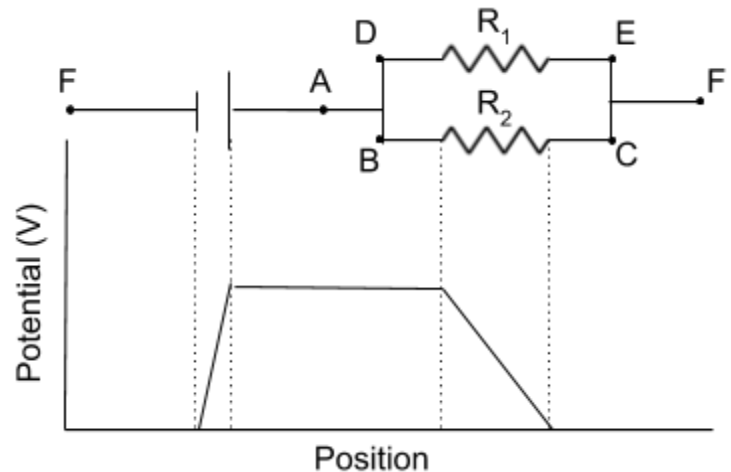 D R₁ E
F A F
R₂
B C
Potential (V)
Position